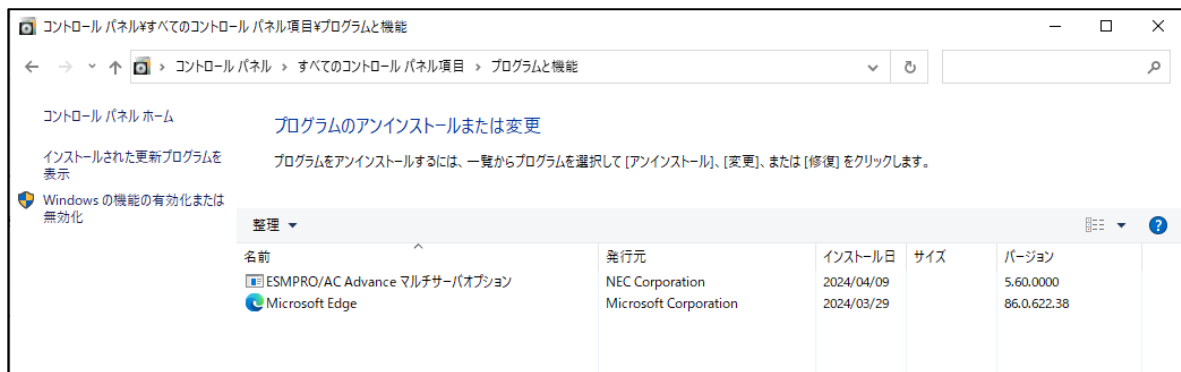 コントロール パネル¥すべてのコントロール パネル項目¥プログラムと機能
コントロール パネル › すべてのコントロール パネル項目 › プログラムと機能
コントロール パネル ホーム
インストールされた更新プログラムを
表示
Windows の機能の有効化または
無効化
プログラムのアンインストールまたは変更
プログラムをアンインストールするには、一覧からプログラムを選択して [アンインストール]、[変更]、または [修復] をクリックします。
整理
名前 発行元 インストール日 サイズ バージョン
ESMPRO/AC Advance マルチサーバオプション NEC Corporation 2024/04/09 5.60.0000
Microsoft Edge Microsoft Corporation 2024/03/29 86.0.622.38